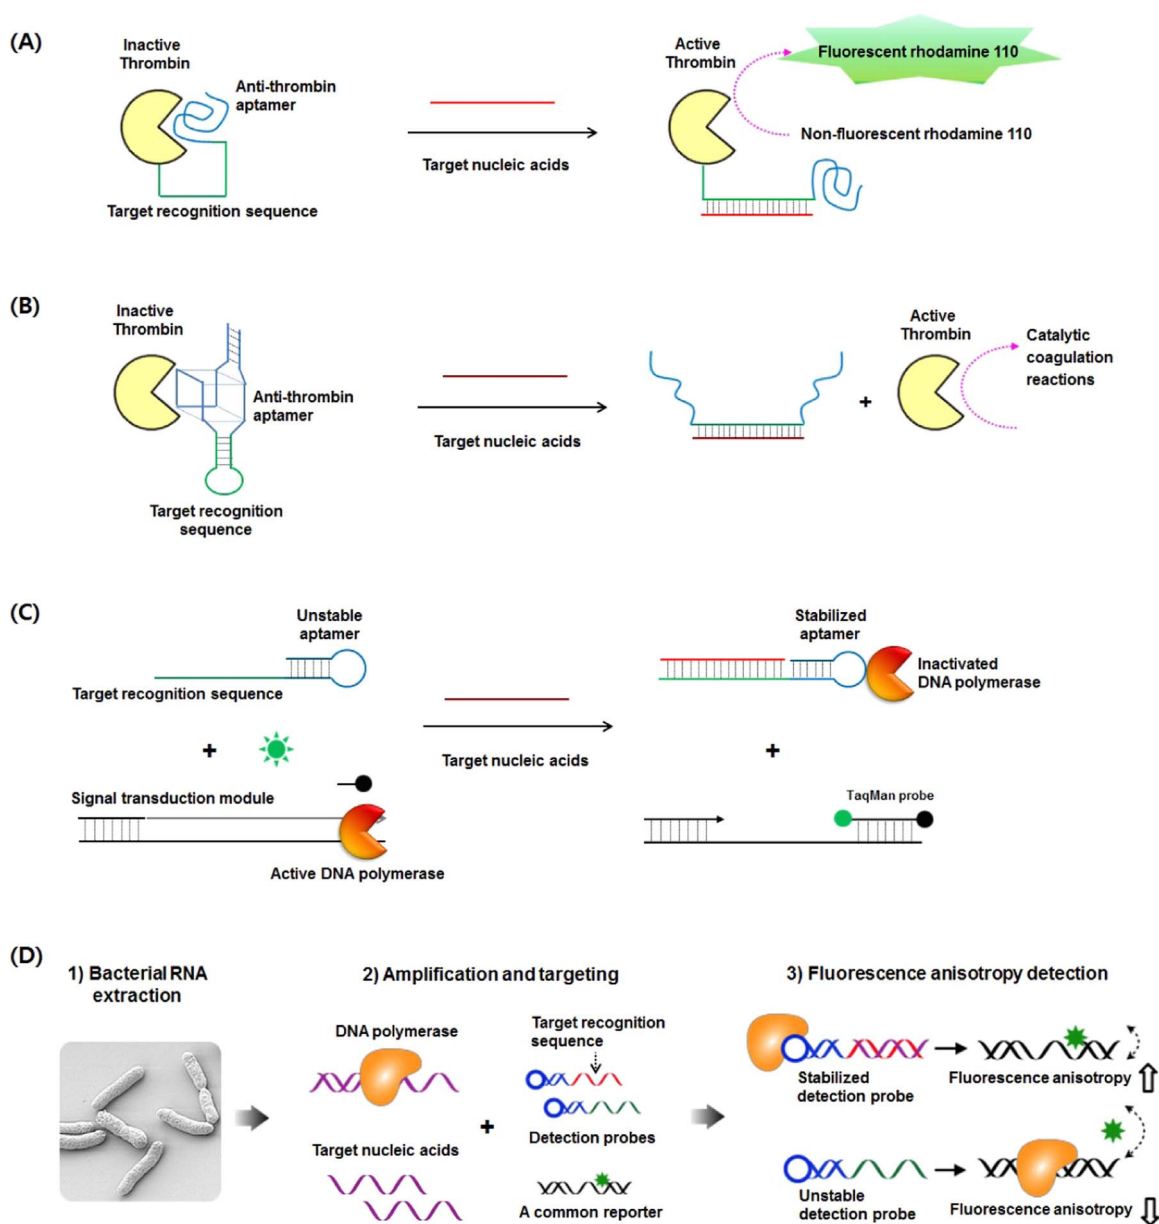 (A)
Inactive
Thrombin
Anti-thrombin
aptamer
Target recognition sequence
Target nucleic acids
Active
Thrombin
Fluorescent rhodamine 110
Non-fluorescent rhodamine 110
(B)
Inactive
Thrombin
Anti-thrombin
aptamer
Target recognition
sequence
Target nucleic acids
+
Active
Thrombin
Catalytic
coagulation
reactions
(C)
Unstable
aptamer
Target recognition sequence
+
Signal transduction module
Active DNA polymerase
Target nucleic acids
Stabilized
aptamer
Inactivated
DNA polymerase
+
TaqMan probe
(D)
1) Bacterial RNA
extraction
2) Amplification and targeting
DNA polymerase
Target nucleic acids
+
Target recognition
sequence
Detection probes
A common reporter
3) Fluorescence anisotropy detection
Stabilized
detection probe
Fluorescence anisotropy
Unstable
detection probe
Fluorescence anisotropy